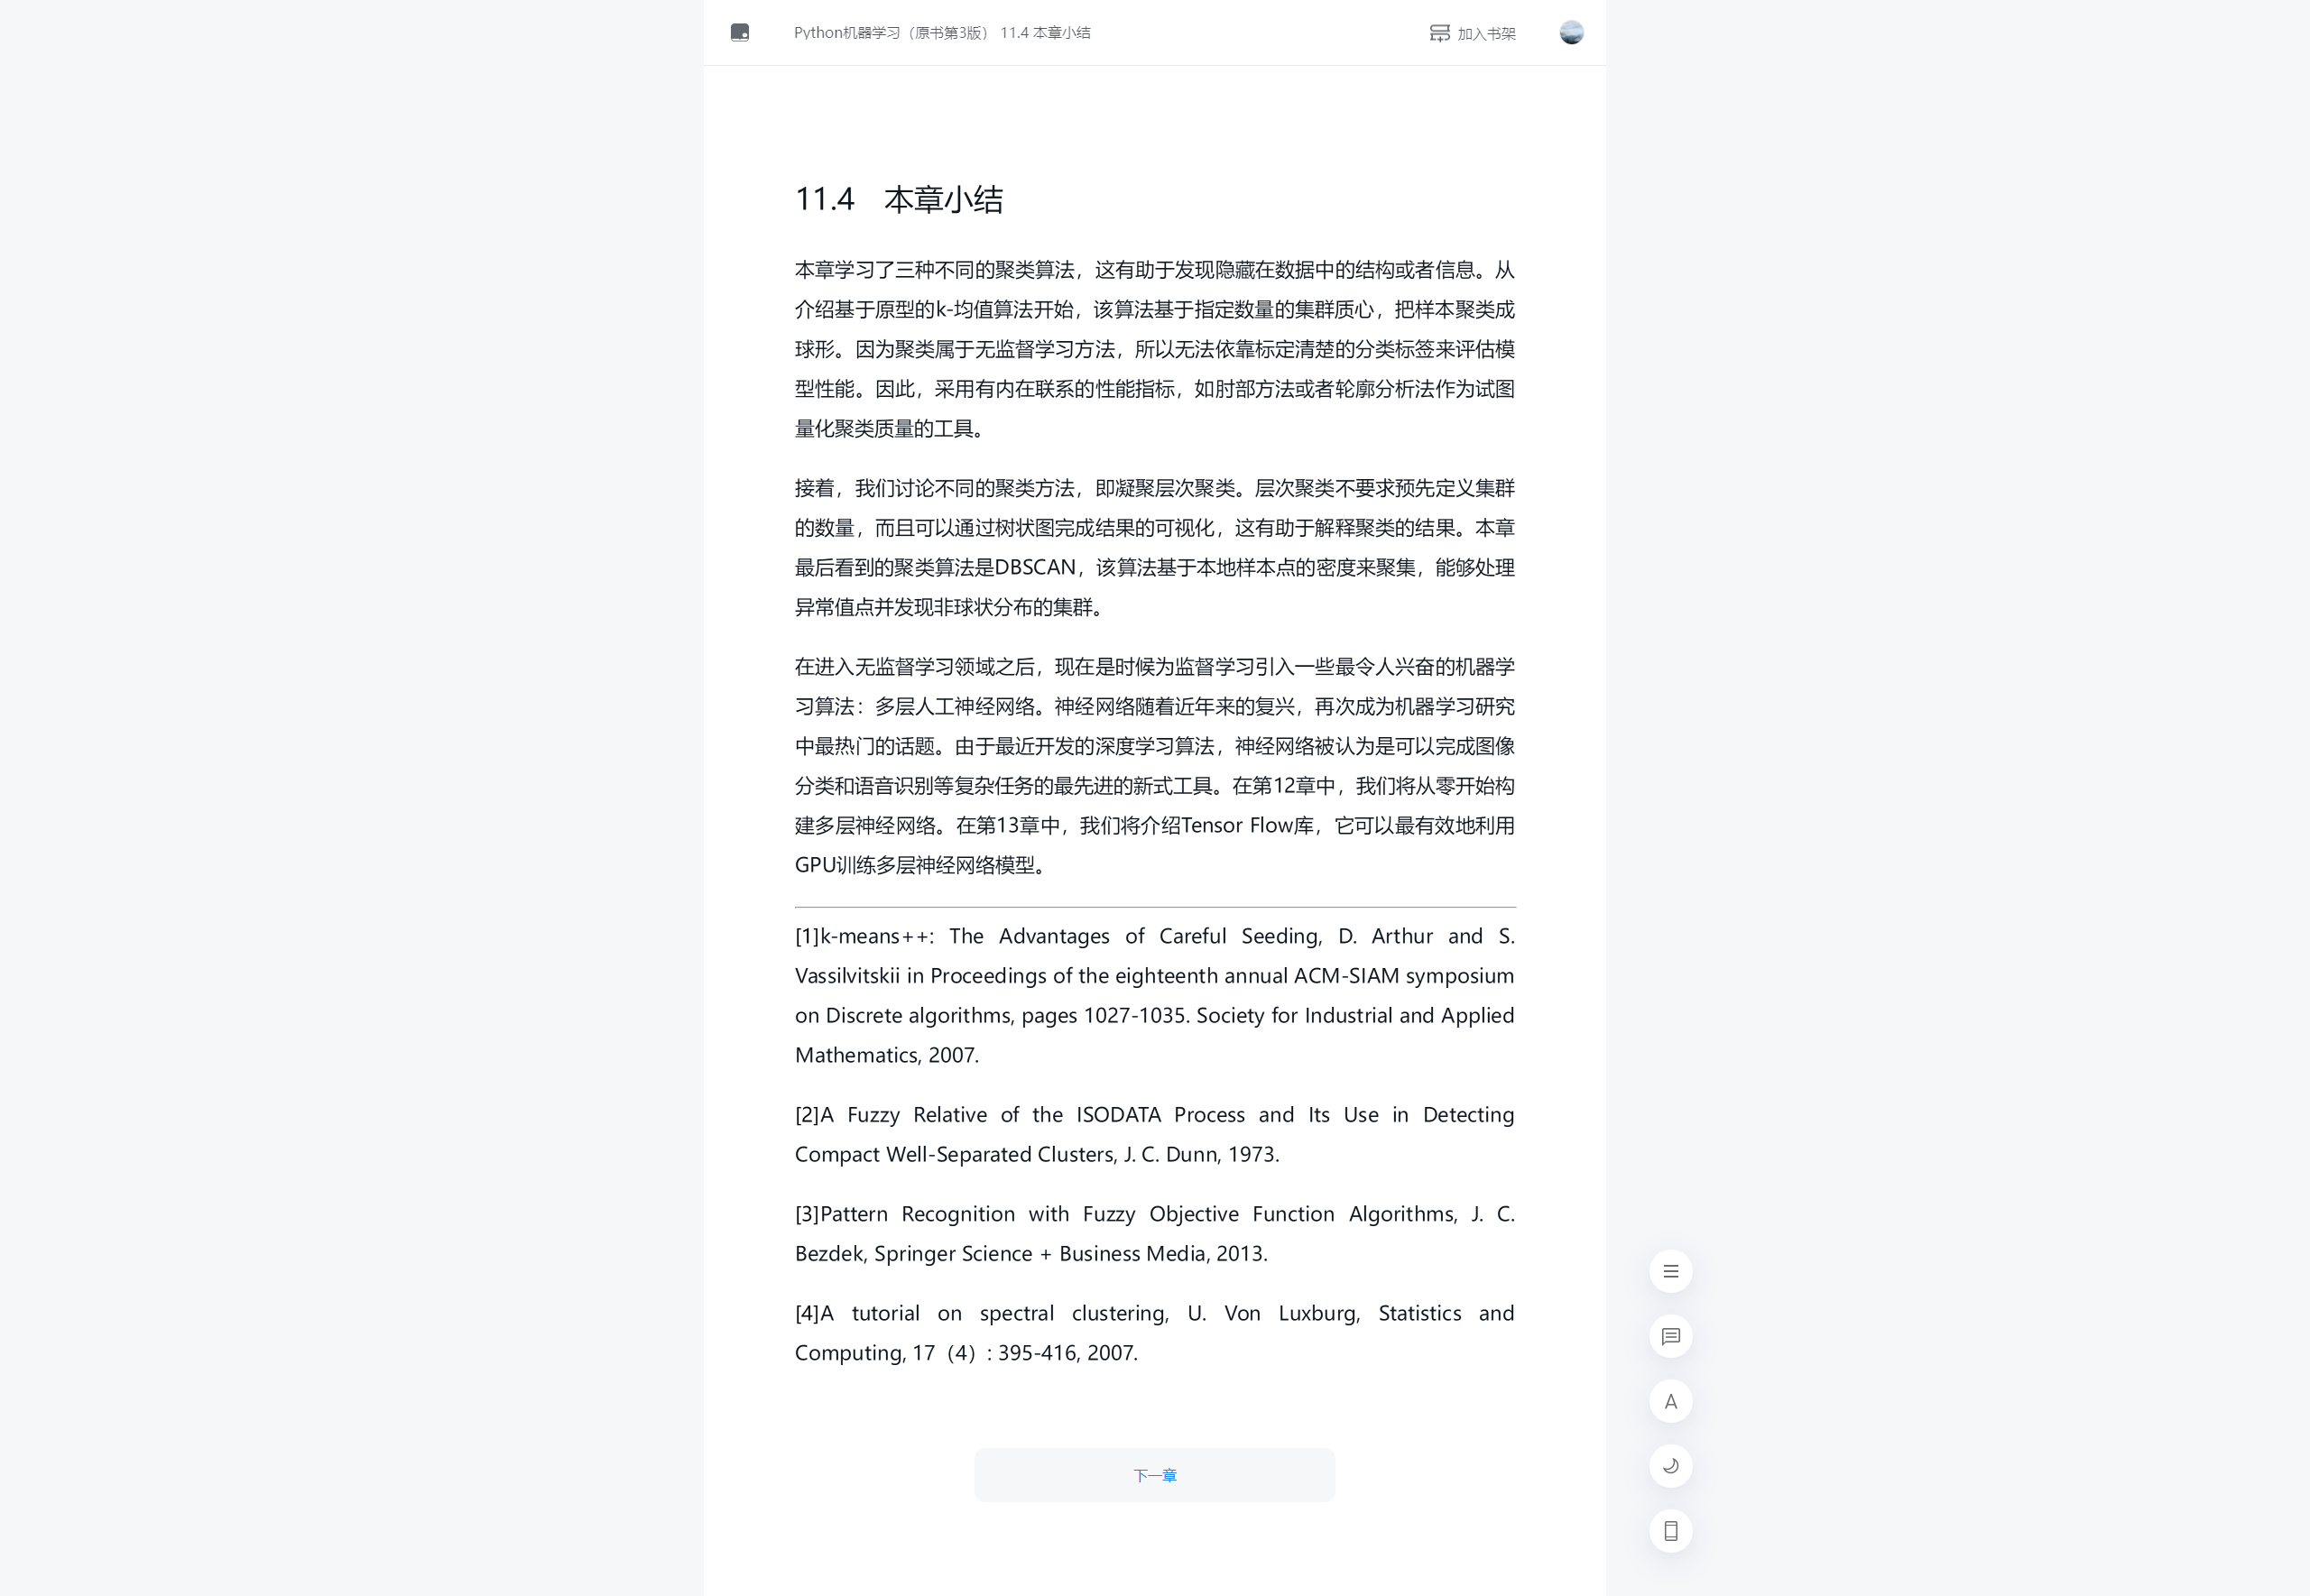 Python机器学习（原书第3版） 11.4 本章小结
加入书架
11.4 本章小结
本章学习了三种不同的聚类算法，这有助于发现隐藏在数据中的结构或者信息。从
介绍基于原型的k-均值算法开始，该算法基于指定数量的集群质心，把样本聚类成
球形。因为聚类属于无监督学习方法，所以无法依靠标定清楚的分类标签来评估模
型性能。因此，采用有内在联系的性能指标，如肘部方法或者轮廓分析法作为试图
量化聚类质量的工具。
接着，我们讨论不同的聚类方法，即凝聚层次聚类。层次聚类不要求预先定义集群
的数量，而且可以通过树状图完成结果的可视化，这有助于解释聚类的结果。本章
最后看到的聚类算法是DBSCAN，该算法基于本地样本点的密度来聚集，能够处理
异常值点并发现非球状分布的集群。
在进入无监督学习领域之后，现在是时候为监督学习引入一些最令人兴奋的机器学
习算法：多层人工神经网络。神经网络随着近年来的复兴，再次成为机器学习研究
中最热门的话题。由于最近开发的深度学习算法，神经网络被认为是可以完成图像
分类和语音识别等复杂任务的最先进的新式工具。在第12章中，我们将从零开始构
建多层神经网络。在第13章中，我们将介绍Tensor Flow库，它可以最有效地利用
GPU训练多层神经网络模型。
[1]k-means++: The Advantages of Careful Seeding, D. Arthur and S.
Vassilvitskii in Proceedings of the eighteenth annual ACM-SIAM symposium
on Discrete algorithms, pages 1027-1035. Society for Industrial and Applied
Mathematics, 2007.
[2]A Fuzzy Relative of the ISODATA Process and Its Use in Detecting
Compact Well-Separated Clusters, J. C. Dunn, 1973.
[3]Pattern Recognition with Fuzzy Objective Function Algorithms, J. C.
Bezdek, Springer Science + Business Media, 2013.
[4]A tutorial on spectral clustering, U. Von Luxburg, Statistics and
Computing, 17（4）: 395-416, 2007.
下一章
A